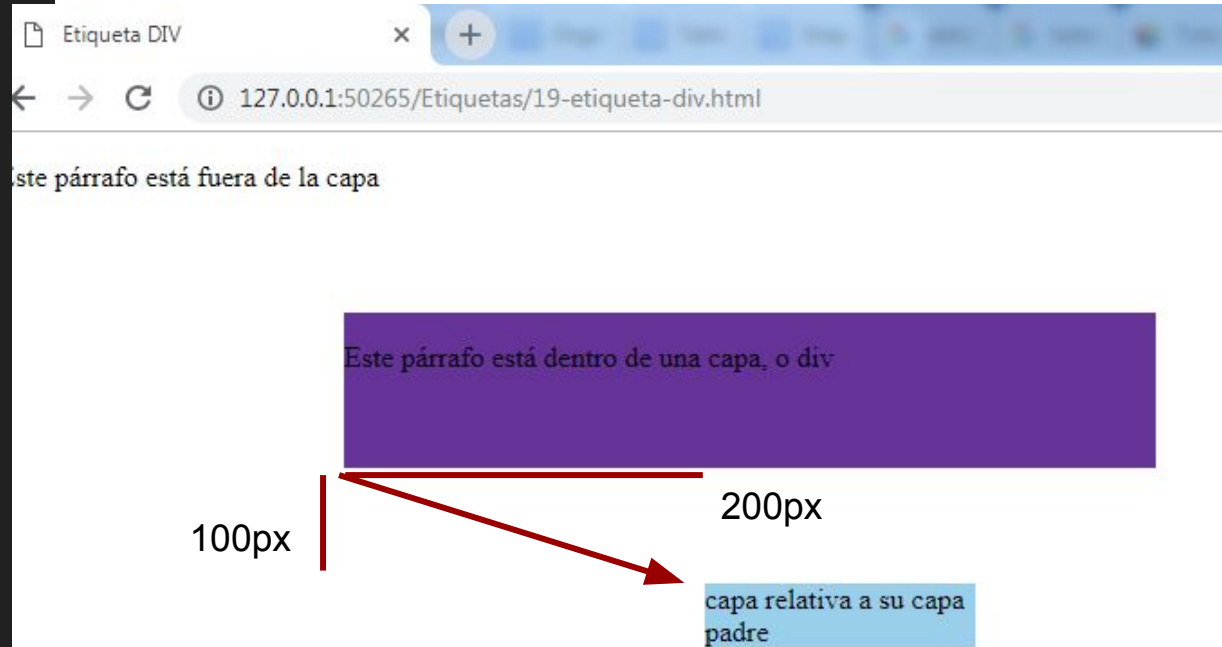 Etiqueta DIV
127.0.0.1:50265/Etiquetas/19-etiqueta-div.html
ste párrafo está fuera de la capa
Este párrafo está dentro de una capa, o div
200px
100px
capa relativa a su capa
padre